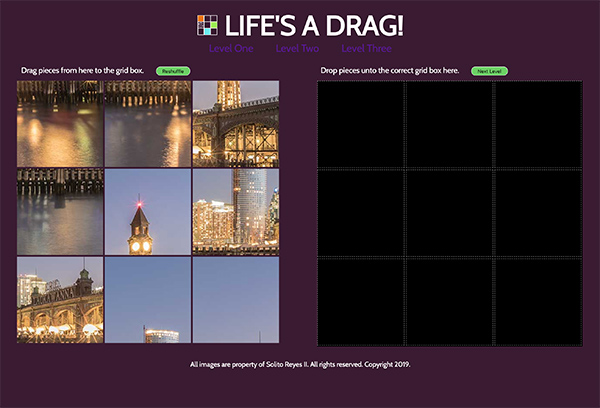 LIFE'S A DRAG!
Level One Level Two Level Three
Drag pieces from here to the grid box. Reshuffle
Drop pieces unto the correct grid box here. Next Level
LACKAWANNA
All images are property of Solito Reyes II. All rights reserved. Copyright 2019.